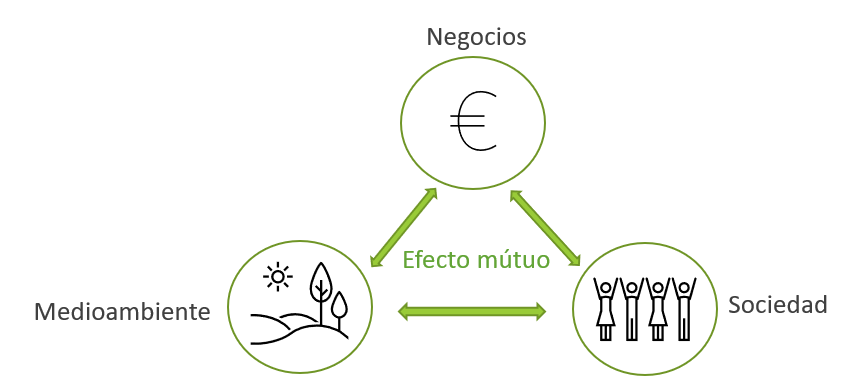 Negocios
€
Efecto mútuo
Medioambiente
Sociedad